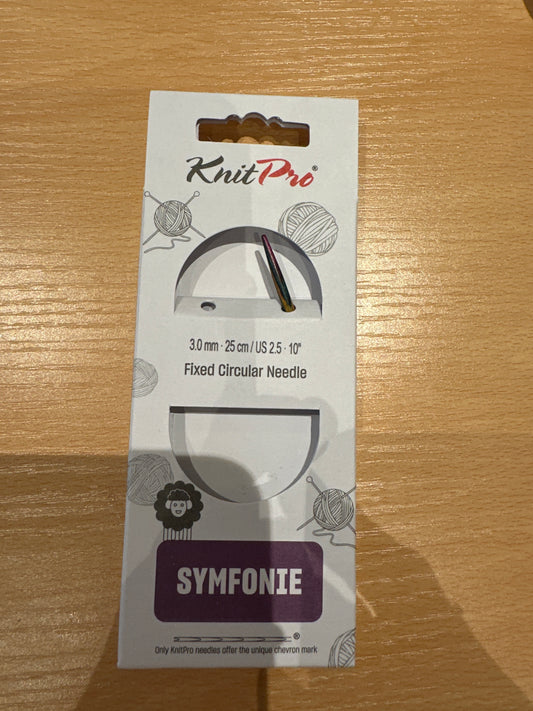 KnitPro®
3.0 mm · 25 cm / US 2.5 · 10"
Fixed Circular Needle
SYMFONIE
®
Only KnitPro needles offer the unique chevron mark